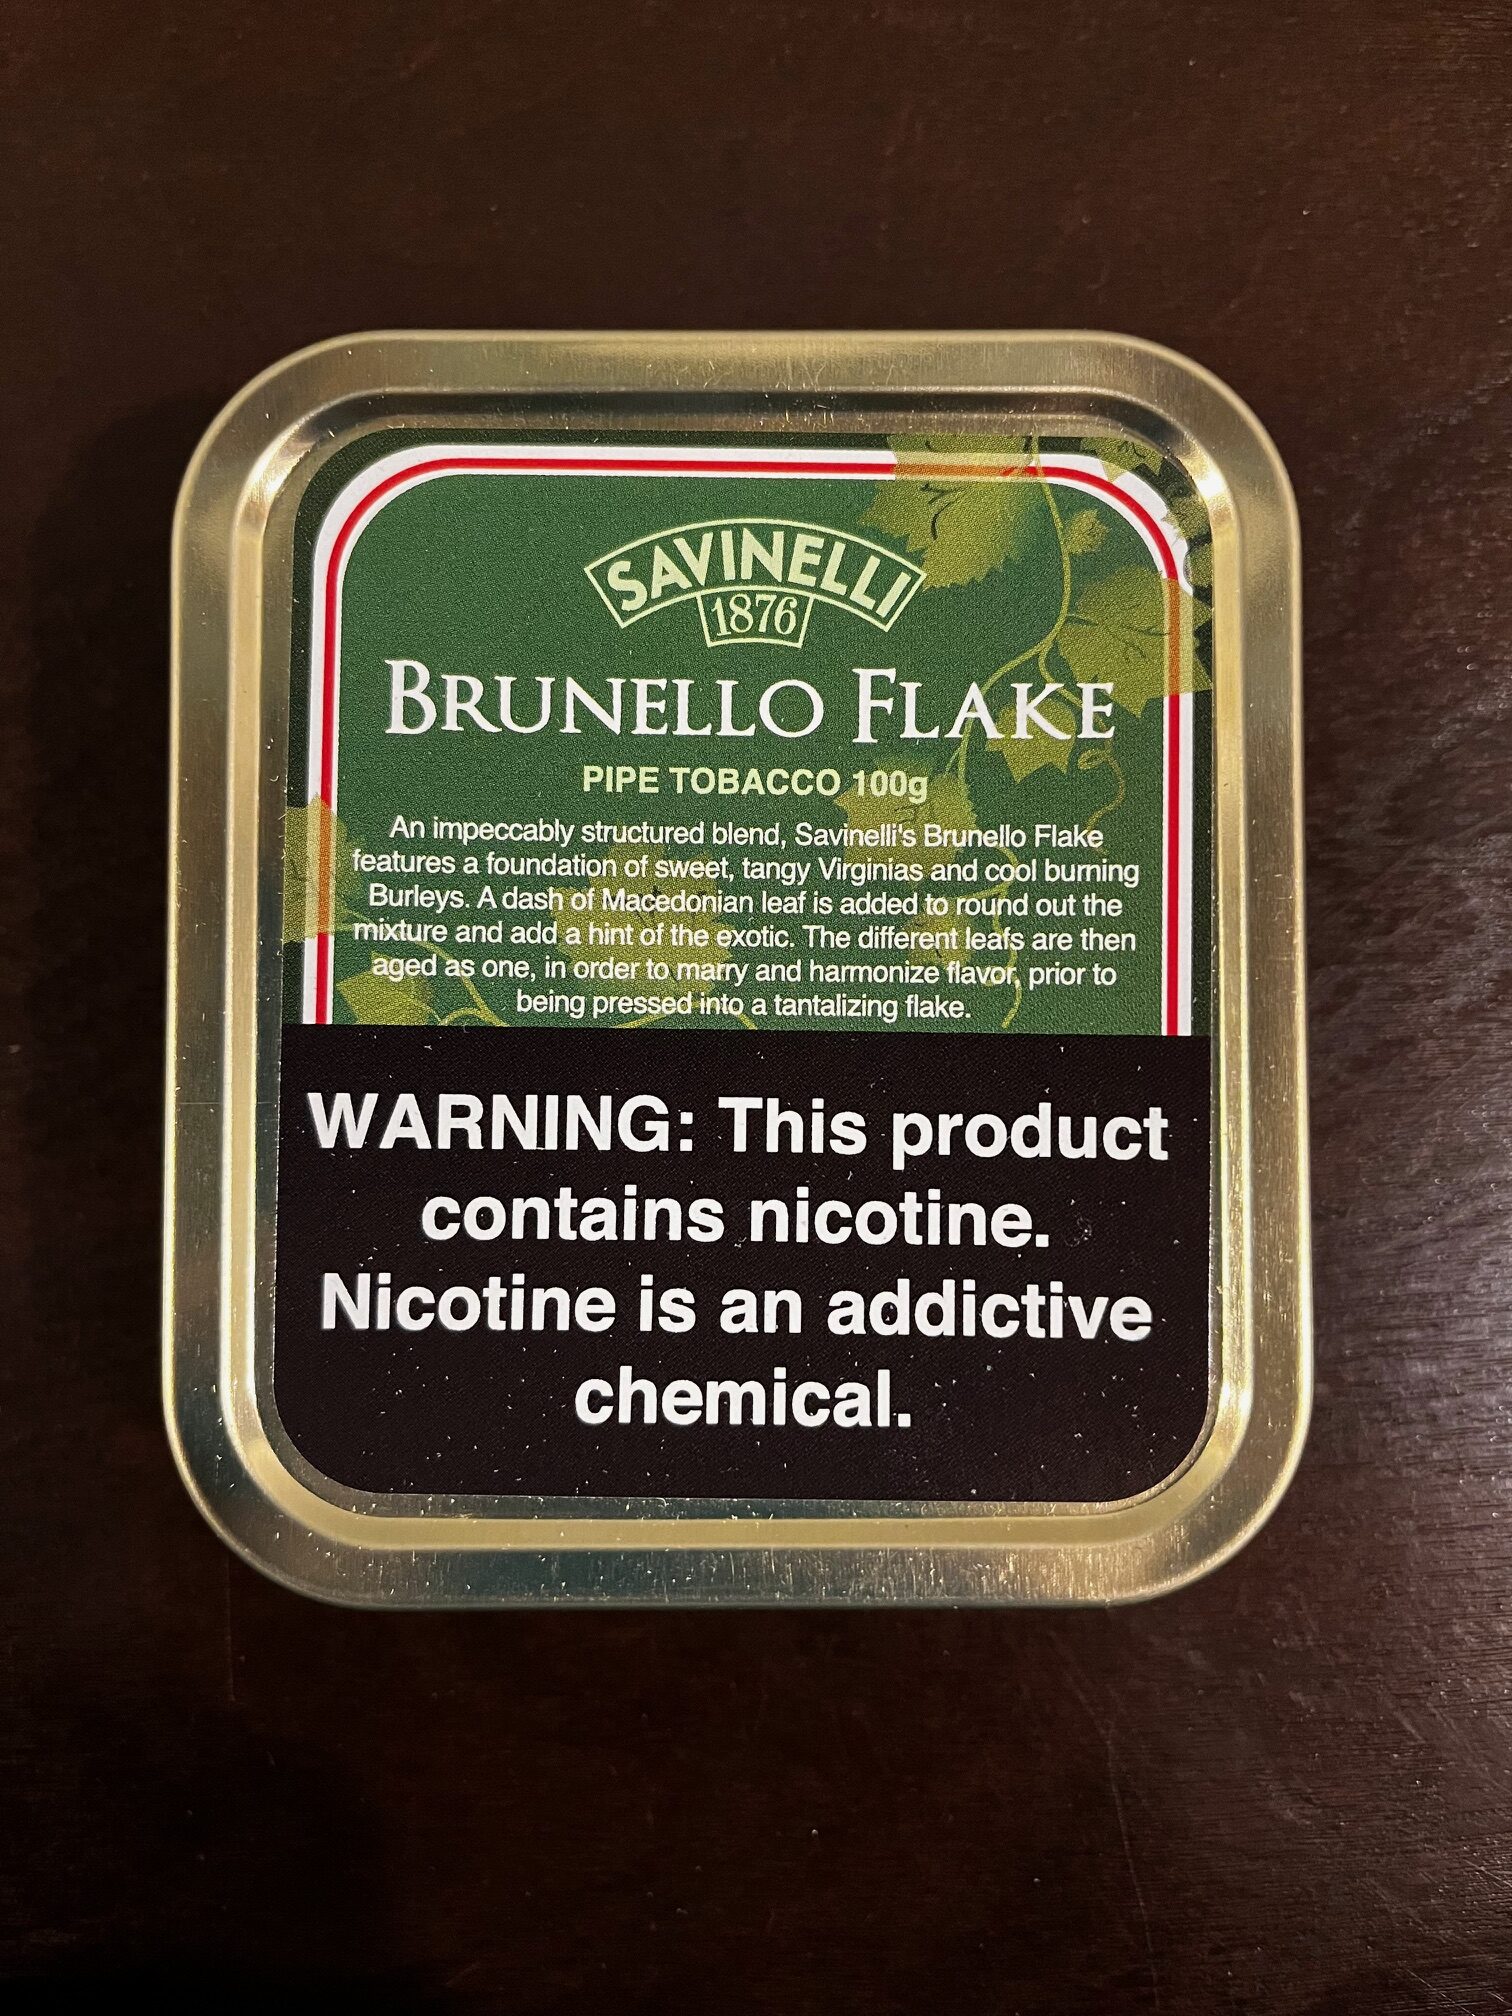 SAVINELLI
1876
BRUNELLO FLAKE
PIPE TOBACCO 100g
An impeccably structured blend, Savinelli's Brunello Flake
features a foundation of sweet, tangy Virginias and cool burning
Burleys. A dash of Macedonian leaf is added to round out the
mixture and add a hint of the exotic. The different leafs are then
aged as one, in order to marry and harmonize flavor, prior to
being pressed into a tantalizing flake.
WARNING: This product
contains nicotine.
Nicotine is an addictive
chemical.